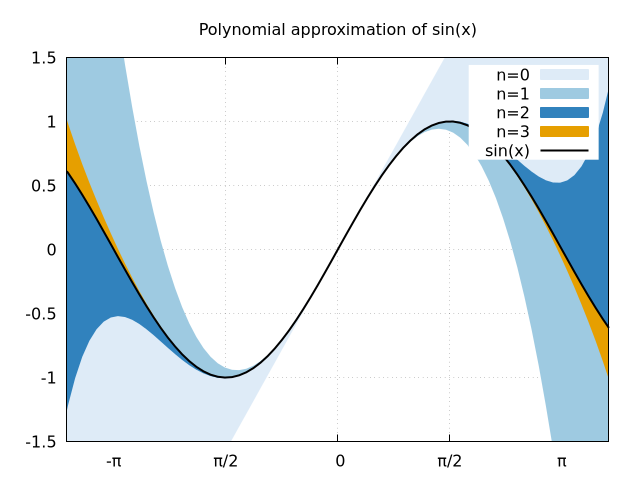 Polynomial approximation of sin(x)
1.5
n=0
n=1
n=2
n=3
sin(x)
1
0.5
0
-0.5
-1
-1.5
-π π/2 0 π/2 π